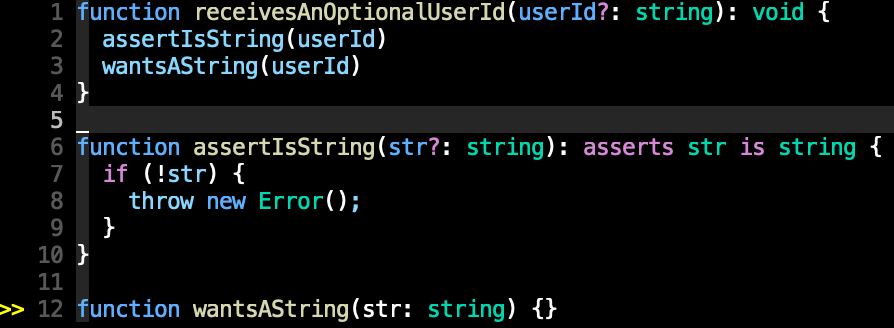 1 function receivesAnOptionalUserId(userId?: string): void {
2   assertIsString(userId)
3   wantsAString(userId)
4 }
5
6 function assertIsString(str?: string): asserts str is string {
7   if (!str) {
8     throw new Error();
9   }
10 }
11
>> 12 function wantsAString(str: string) {}